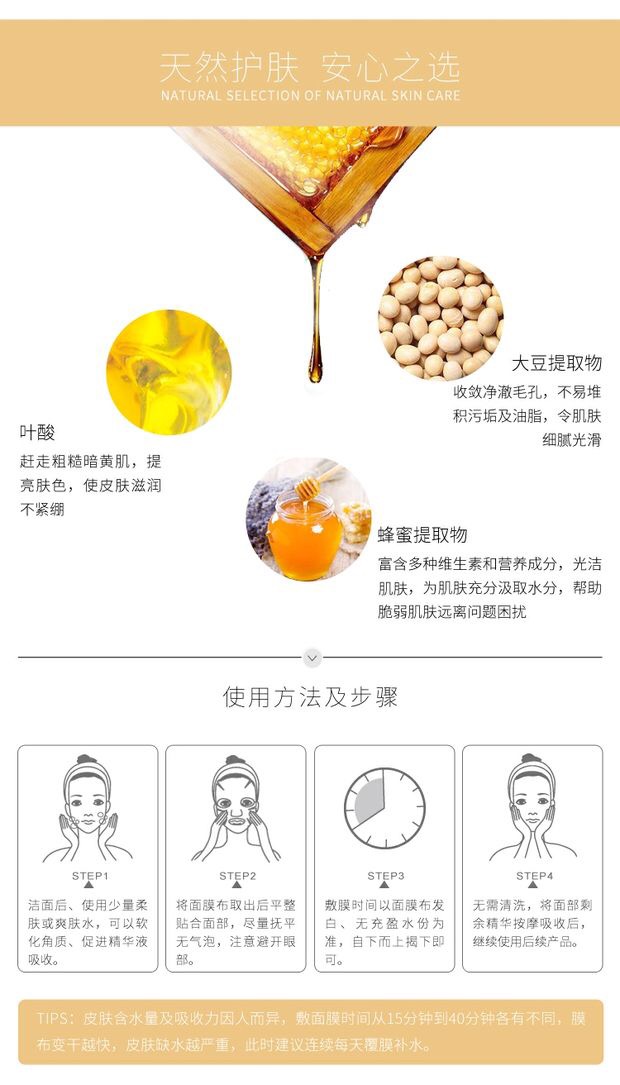 天然护肤 安心之选
NATURAL SELECTION OF NATURAL SKIN CARE
大豆提取物
收敛净澈毛孔，不易堆
积污垢及油脂，令肌肤
细腻光滑
叶酸
赶走粗糙暗黄肌，提
亮肤色，使皮肤滋润
不紧绷
蜂蜜提取物
富含多种维生素和营养成分，光洁
肌肤，为肌肤充分汲取水分，帮助
脆弱肌肤远离问题困扰
使用方法及步骤
STEP1
洁面后、使用少量柔
肤或爽肤水，可以软
化角质、促进精华液
吸收。
STEP2
将面膜布取出后平整
贴合面部，尽量抚平
无气泡，注意避开眼
部。
STEP3
敷膜时间以面膜布发
白、无充盈水份为
准，自下而上揭下即
可。
STEP4
无需清洗，将面部剩
余精华按摩吸收后，
继续使用后续产品。
TIPS：皮肤含水量及吸收力因人而异，敷面膜时间从15分钟到40分钟各有不同，膜
布变干越快，皮肤缺水越严重，此时建议连续每天覆膜补水。